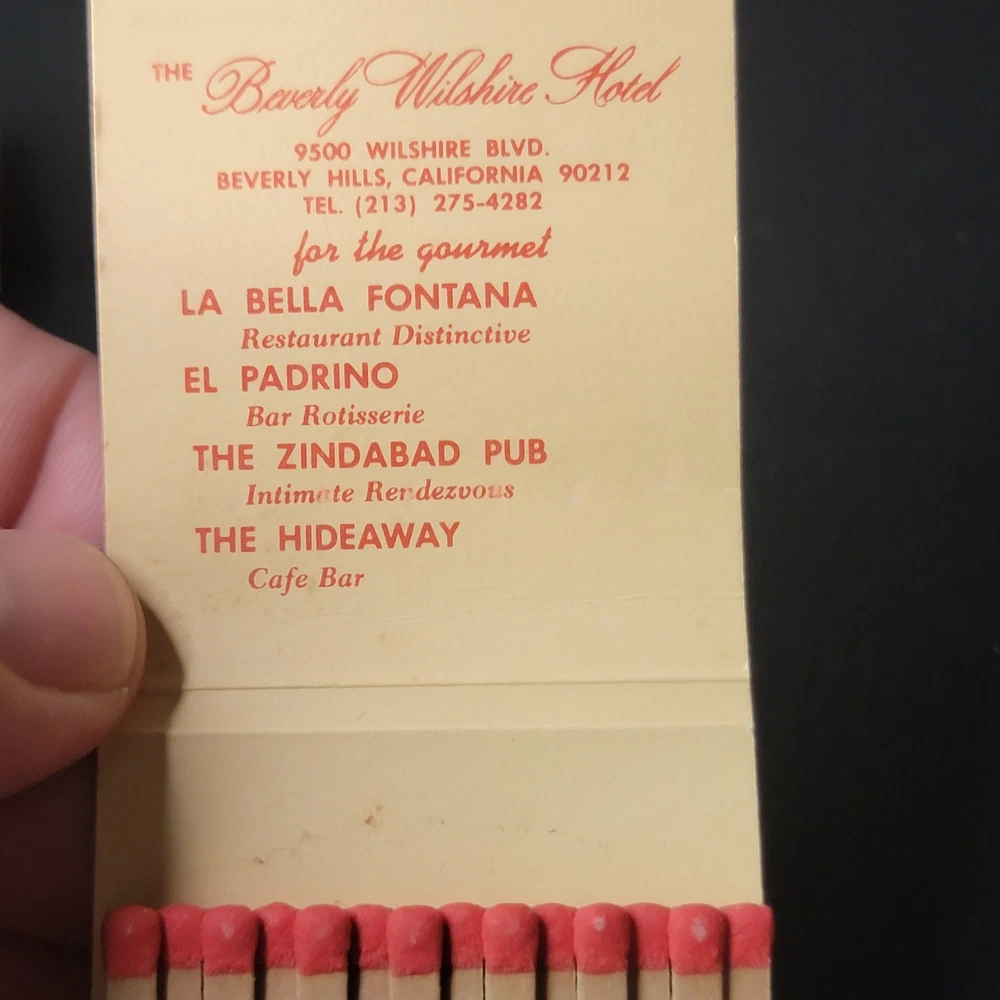 THE Beverly Wilshire Hotel
9500 WILSHIRE BLVD.
BEVERLY HILLS, CALIFORNIA 90212
TEL. (213) 275-4282
for the gourmet
LA BELLA FONTANA
Restaurant Distinctive
EL PADRINO
Bar Rotisserie
THE ZINDABAD PUB
Intimate Rendezvous
THE HIDEAWAY
Cafe Bar